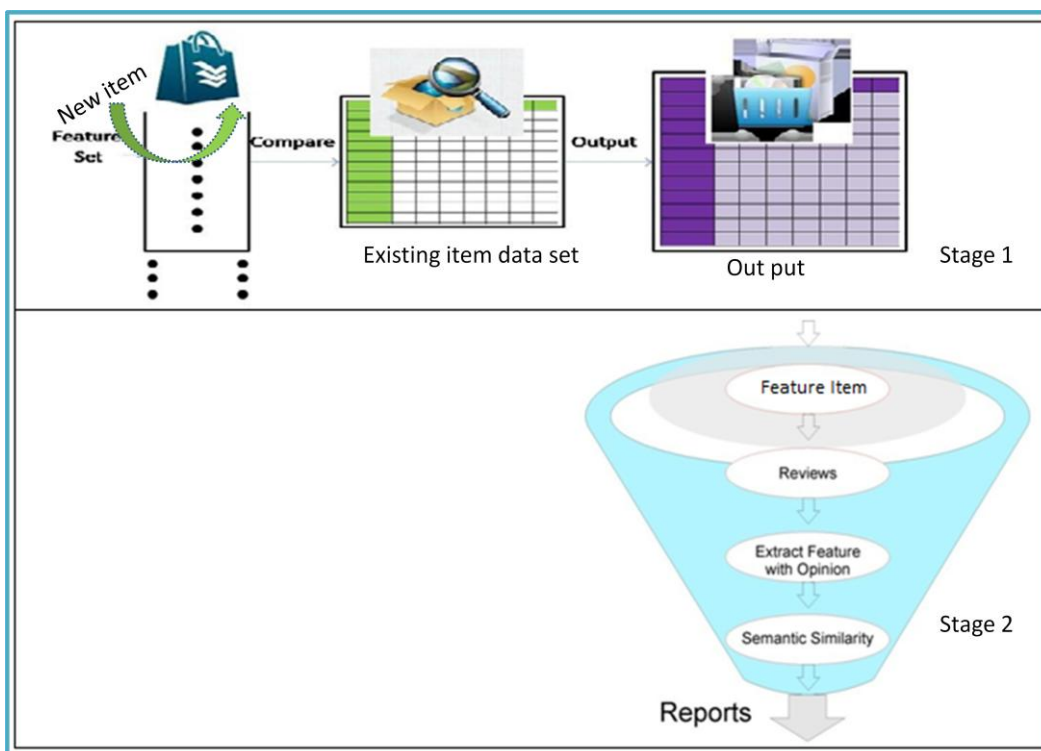 New item
Feature
Set
Compare
Output
Existing item data set
Out put
Stage 1
Feature Item
Reviews
Extract Feature
with Opinion
Semantic Similarity
Stage 2
Reports